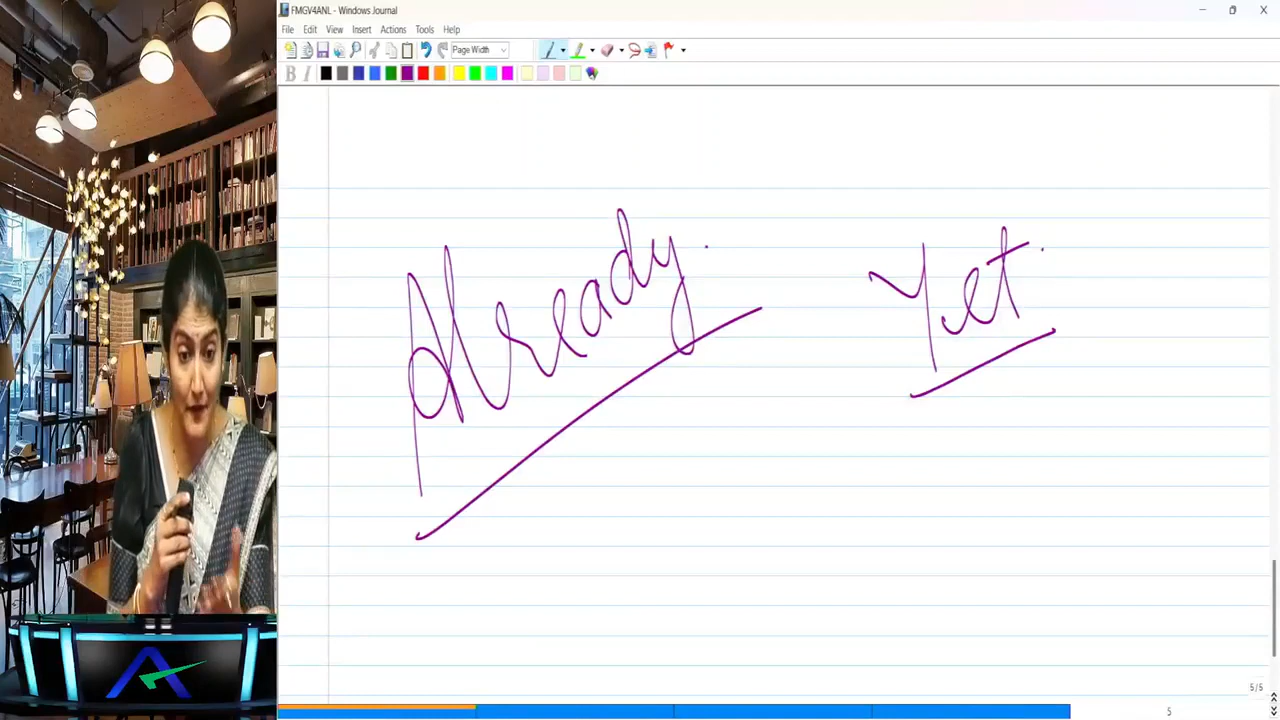 FMGV4ANL - Windows Journal
File Edit View Insert Actions Tools Help
Page Width
B I
Already. Yet.
5/5
5